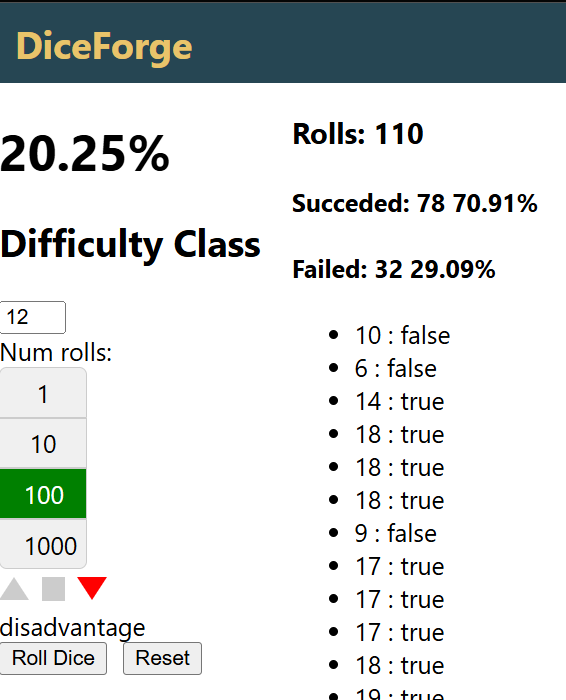 DiceForge
20.25%
Difficulty Class
12
Num rolls:
1
10
100
1000
disadvantage
Roll Dice
Reset
Rolls: 110
Succeded: 78 70.91%
Failed: 32 29.09%
10 : false
6 : false
14 : true
18 : true
18 : true
18 : true
9 : false
17 : true
17 : true
17 : true
18 : true
19 : true